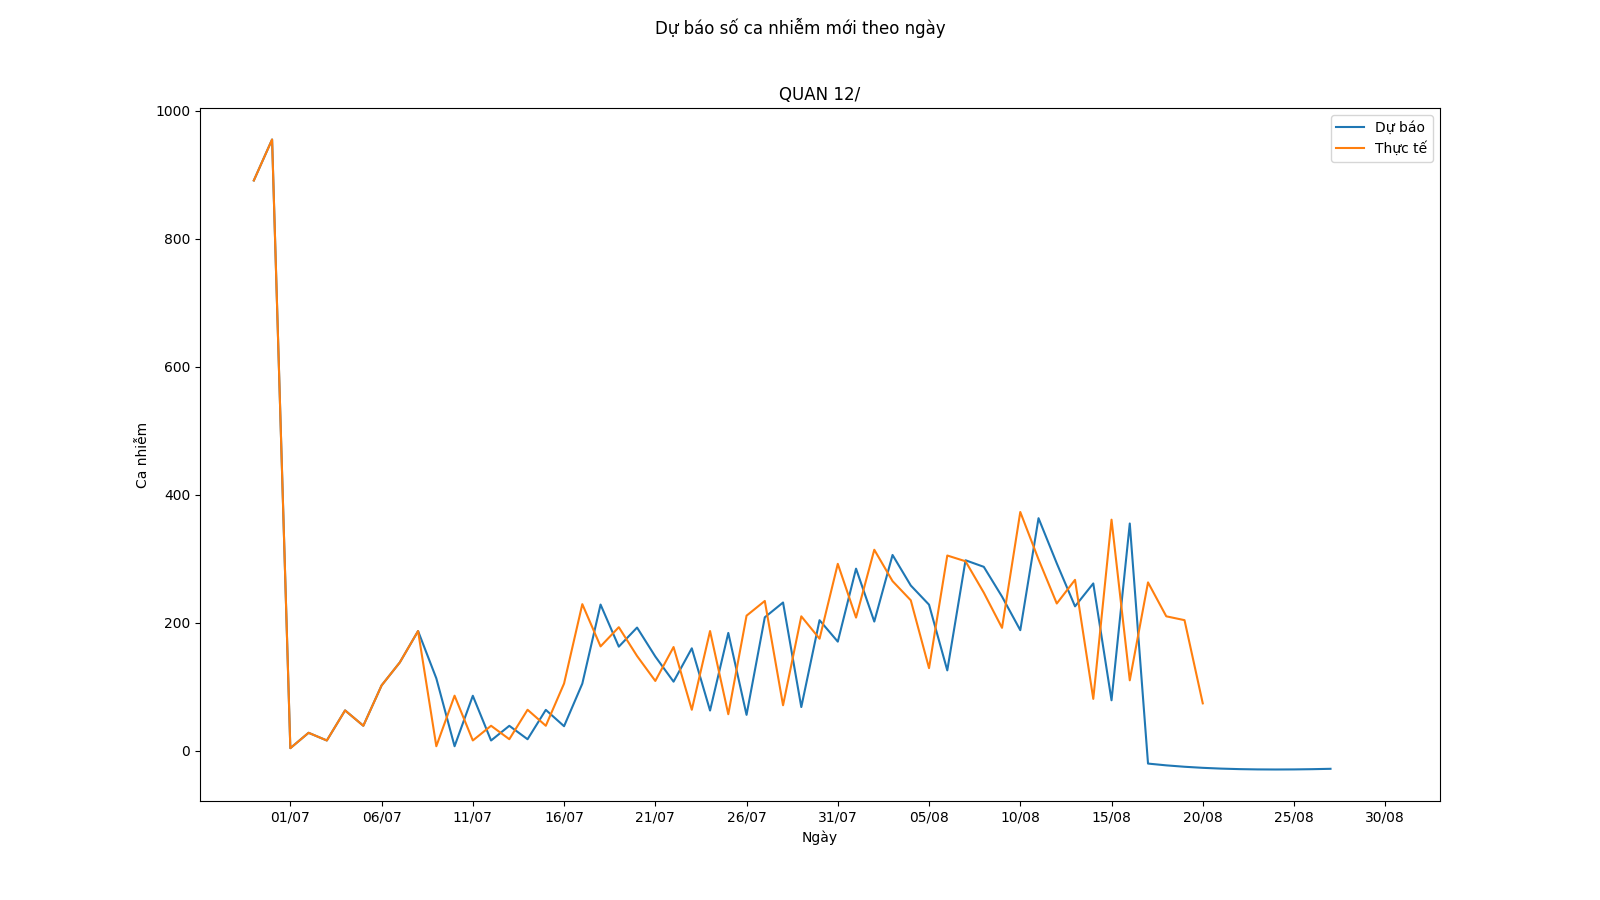 Dự báo số ca nhiễm mới theo ngày
QUAN 12/
Dự báo
Thực tế
1000
800
600
400
200
0
Ca nhiễm
01/07 06/07 11/07 16/07 21/07 26/07 31/07 05/08 10/08 15/08 20/08 25/08 30/08
Ngày